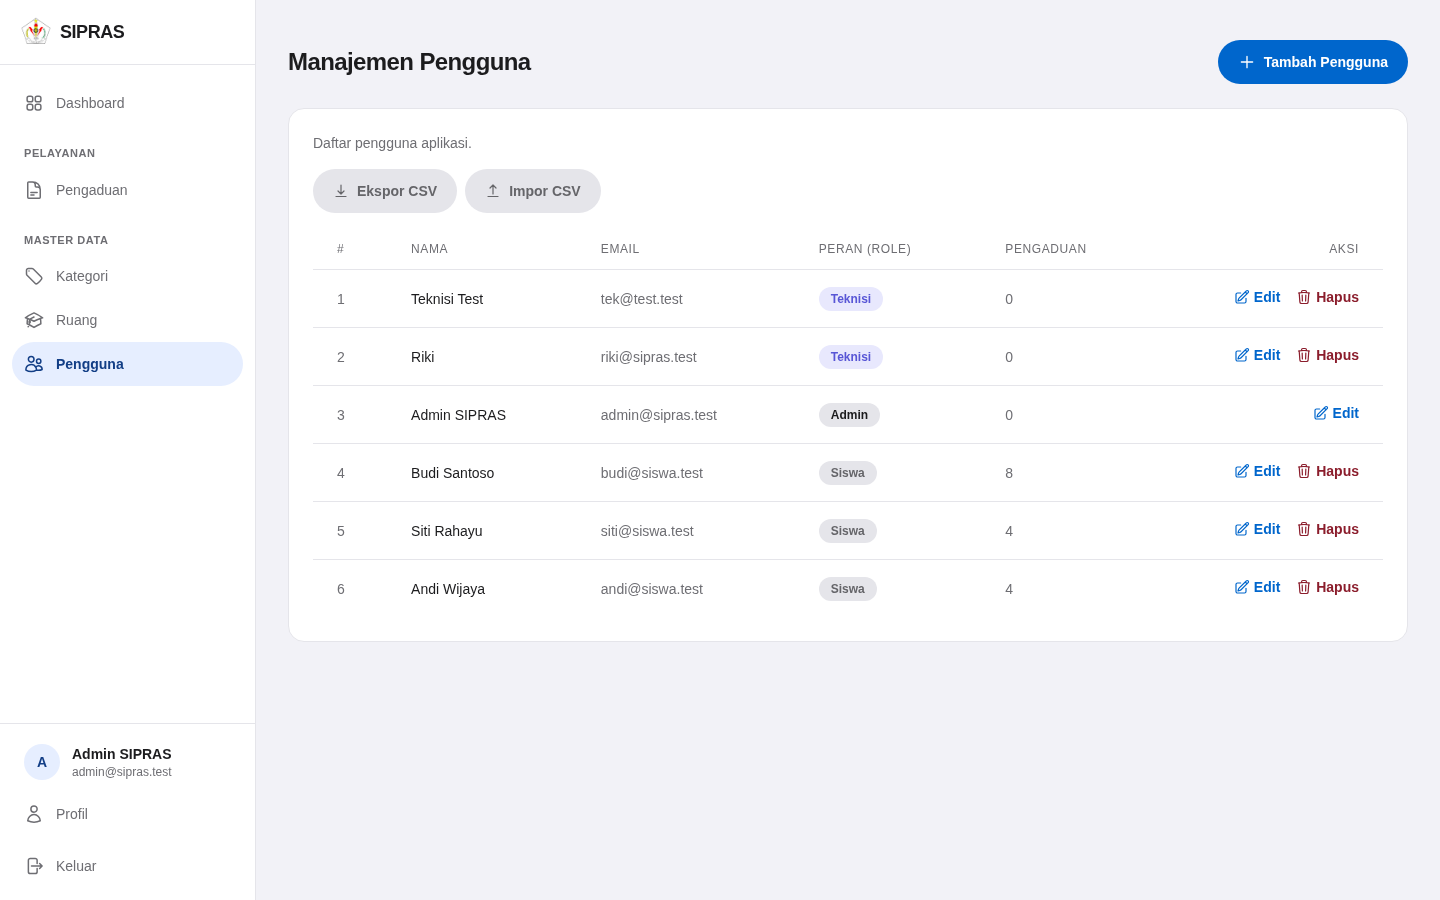 SIPRAS
Dashboard
PELAYANAN
Pengaduan
MASTER DATA
Kategori
Ruang
Pengguna
A
Admin SIPRAS
admin@sipras.test
Profil
Keluar
Manajemen Pengguna
Tambah Pengguna
Daftar pengguna aplikasi.
Ekspor CSV Impor CSV
# NAMA EMAIL PERAN (ROLE) PENGADUAN AKSI
1 Teknisi Test tek@test.test Teknisi 0 Edit Hapus
2 Riki riki@sipras.test Teknisi 0 Edit Hapus
3 Admin SIPRAS admin@sipras.test Admin 0 Edit
4 Budi Santoso budi@siswa.test Siswa 8 Edit Hapus
5 Siti Rahayu siti@siswa.test Siswa 4 Edit Hapus
6 Andi Wijaya andi@siswa.test Siswa 4 Edit Hapus